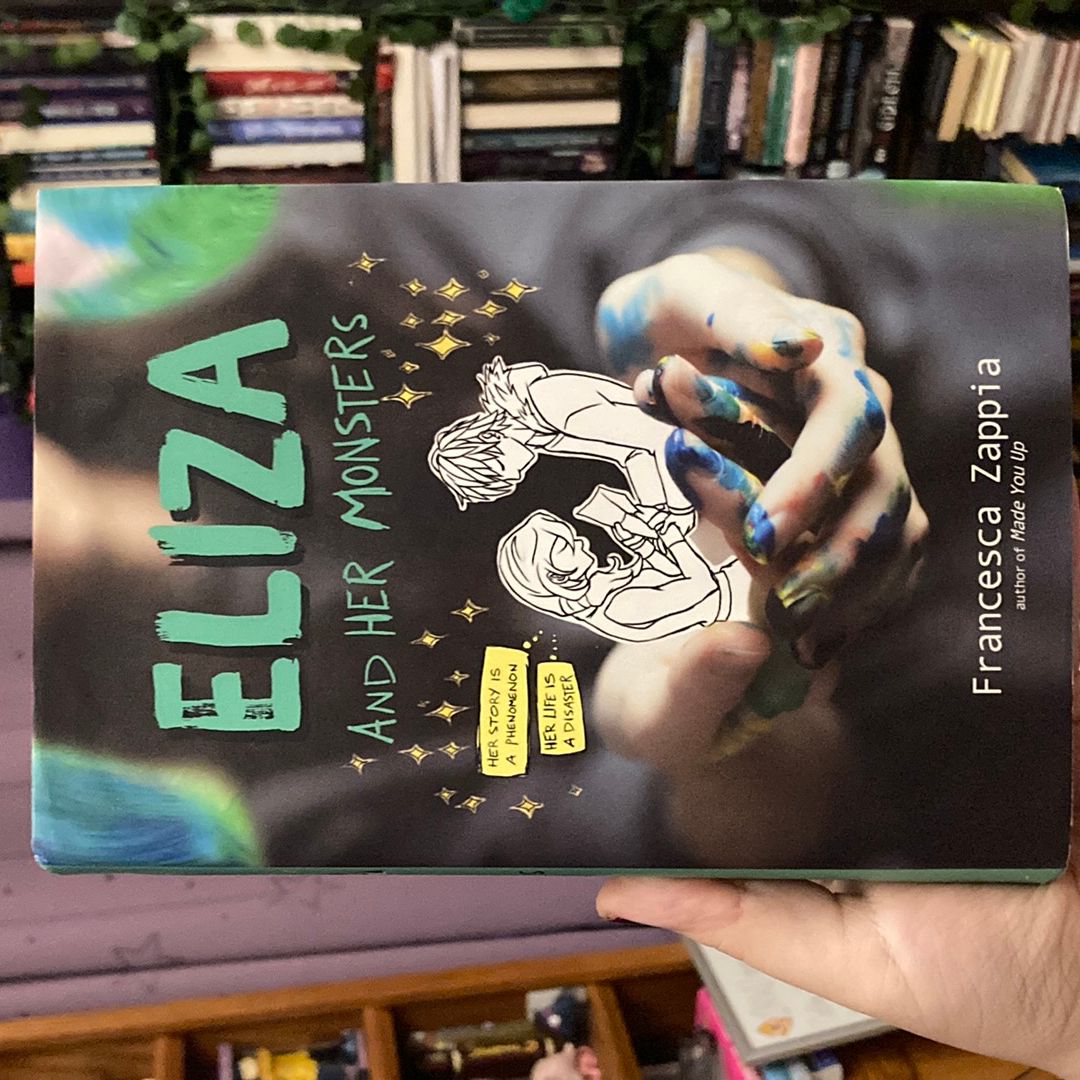 ELIZA
AND HER MONSTERS
HER STORY IS
A PHENOMENON
HER LIFE IS
A DISASTER
Francesca Zappia
author of Made You Up